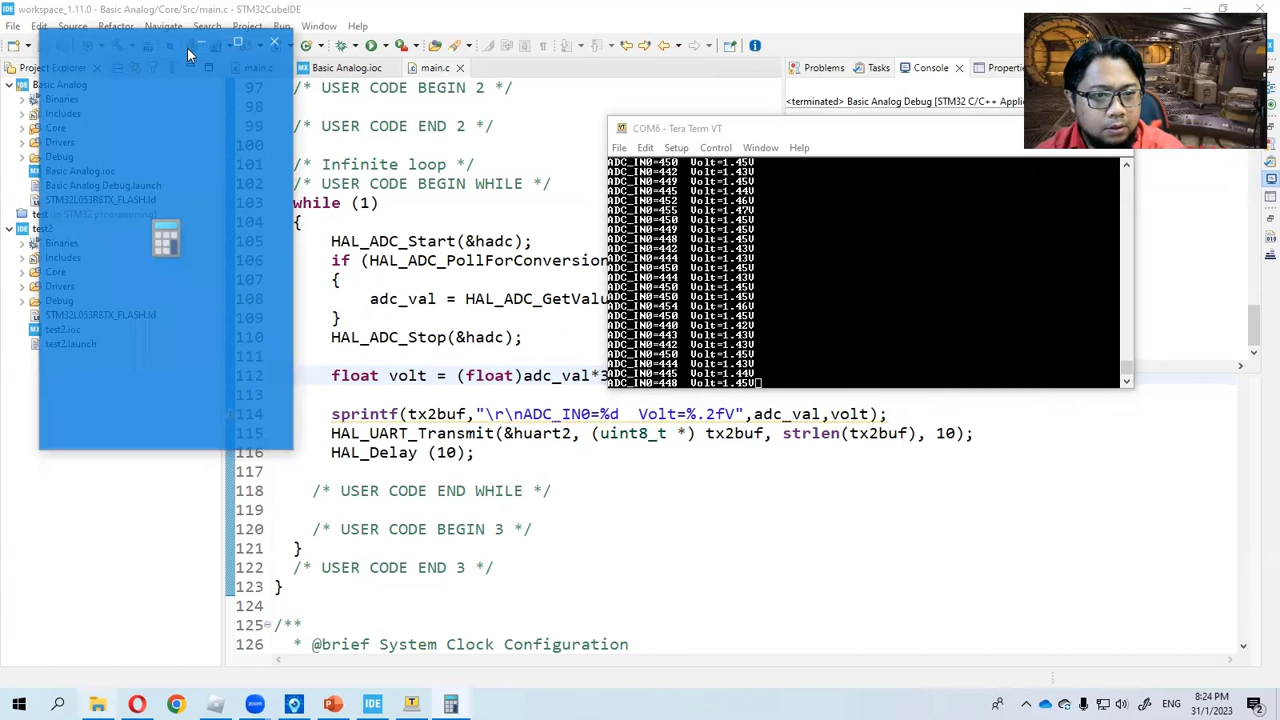 workspace_1.11.0 - Basic Analog/Core/Src/main.c - STM32CubeIDE
File Edit Source Refactor Navigate Search Project Run Window Help
Project Explorer
main.c
Basic Analog.ioc
main.c
Problems
Tasks
Console
<terminated> Basic Analog Debug [STM32 C/C++ Appli
Basic Analog
Binaries
Includes
Core
Drivers
Debug
Basic Analog.ioc
Basic Analog Debug.launch
STM32L053R8TX_FLASH.ld
test
test2
Binaries
Includes
Core
Drivers
Debug
STM32L053R8TX_FLASH.ld
test2.ioc
test2.launch
97 /* USER CODE BEGIN 2 */
98
99 /* USER CODE END 2 */
100
101 /* Infinite loop */
102 /* USER CODE BEGIN WHILE */
103 while (1)
104 {
105 HAL_ADC_Start(&hadc);
106 if (HAL_ADC_PollForConversion
107 {
108 adc_val = HAL_ADC_GetValu
109 }
110 HAL_ADC_Stop(&hadc);
111
112 float volt = (float)adc_val*3
113
114 sprintf(tx2buf,"\r\nADC_IN0=%d  Volt=%.2fV",adc_val,volt);
115 HAL_UART_Transmit(&huart2, (uint8_t *) tx2buf, strlen(tx2buf), 10);
116 HAL_Delay (10);
117
118 /* USER CODE END WHILE */
119
120 /* USER CODE BEGIN 3 */
121 }
122 /* USER CODE END 3 */
123 }
124
125 /**
126 * @brief System Clock Configuration
COM6 - Tera Term VT
File Edit Setup Control Window Help
ADC_IN0=450 Volt=1.45V
ADC_IN0=442 Volt=1.43V
ADC_IN0=449 Volt=1.45V
ADC_IN0=445 Volt=1.44V
ADC_IN0=452 Volt=1.46V
ADC_IN0=455 Volt=1.47V
ADC_IN0=450 Volt=1.45V
ADC_IN0=449 Volt=1.45V
ADC_IN0=448 Volt=1.45V
ADC_IN0=442 Volt=1.43V
ADC_IN0=444 Volt=1.43V
ADC_IN0=450 Volt=1.45V
ADC_IN0=444 Volt=1.43V
ADC_IN0=450 Volt=1.45V
ADC_IN0=450 Volt=1.45V
ADC_IN0=454 Volt=1.46V
ADC_IN0=450 Volt=1.45V
ADC_IN0=440 Volt=1.42V
ADC_IN0=443 Volt=1.43V
ADC_IN0=442 Volt=1.43V
ADC_IN0=450 Volt=1.45V
ADC_IN0=444 Volt=1.43V
ADC_IN0=445 Volt=1.44V
ADC_IN0=448 Volt=1.45V
8:24 PM
31/1/2023